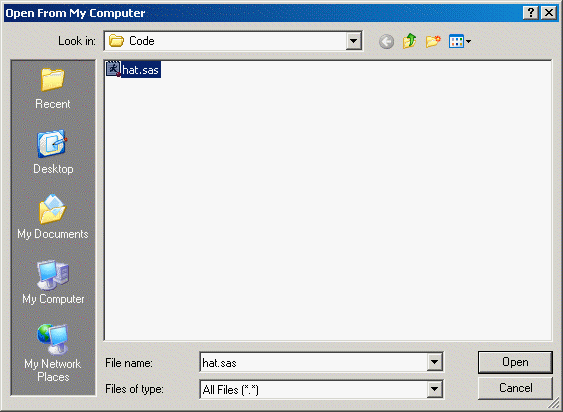 Open From My Computer
Look in: Code
hat.sas
Recent
Desktop
My Documents
My Computer
My Network
Places
File name: hat.sas Open
Files of type: All Files (*.*) Cancel